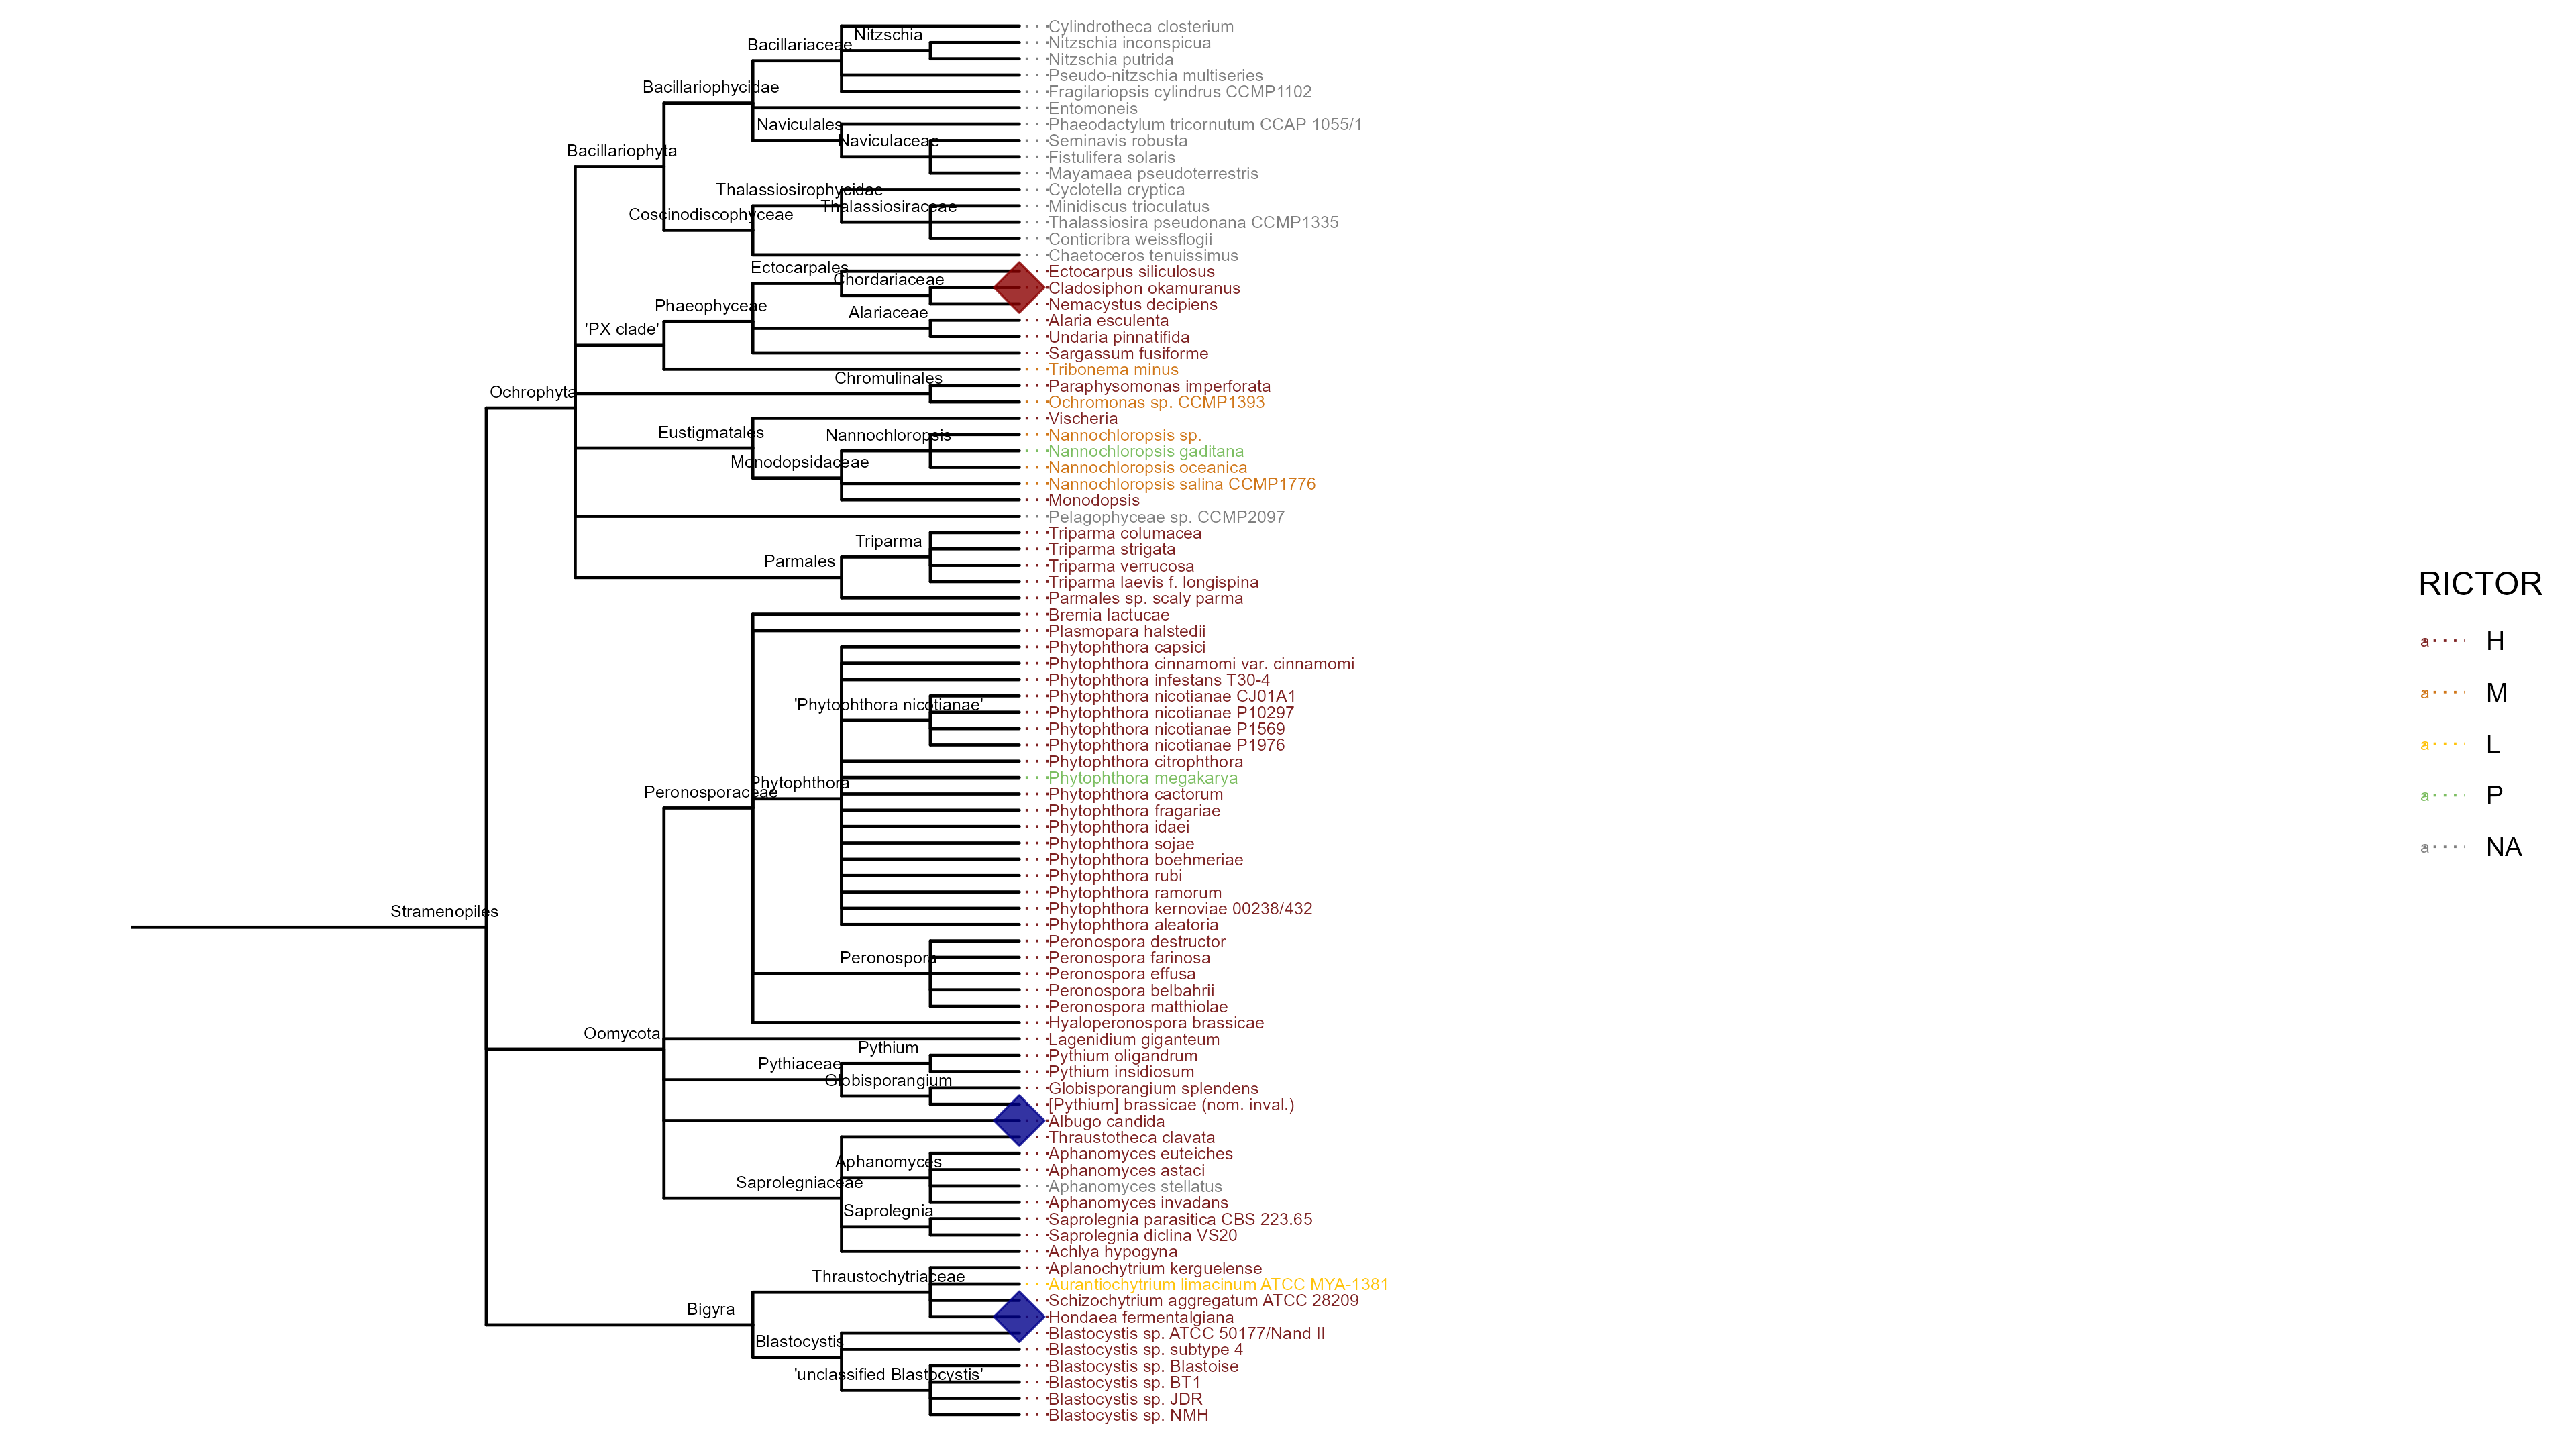 Cylindrotheca closterium
Nitzschia
Bacillariaceae
Nitzschia inconspicua
Nitzschia putrida
Pseudo-nitzschia multiseries
Bacillariophycidae
Fragilariopsis cylindrus CCMP1102
Entomoneis
Naviculales
Phaeodactylum tricornutum CCAP 1055/1
Naviculaceae
Seminavis robusta
Bacillariophyta
Fistulifera solaris
Mayamaea pseudoterrestris
Thalassiosirophycidae
Cyclotella cryptica
Thalassiosiraceae
Minidiscus trioculatus
Coscinodiscophyceae
Thalassiosira pseudonana CCMP1335
Conticribra weissflogii
Chaetoceros tenuissimus
Ectocarpales
Ectocarpus siliculosus
Chordariaceae
Cladosiphon okamuranus
Phaeophyceae
Nemacystus decipiens
Alariaceae
Alaria esculenta
'PX clade'
Undaria pinnatifida
Sargassum fusiforme
Tribonema minus
Chromulinales
Paraphysomonas imperforata
Ochrophyta
Ochromonas sp. CCMP1393
Vischeria
Eustigmatales
Nannochloropsis
Nannochloropsis sp.
Nannochloropsis gaditana
Monodopsidaceae
Nannochloropsis oceanica
Nannochloropsis salina CCMP1776
Monodopsis
Pelagophyceae sp. CCMP2097
Triparma columacea
Triparma
Triparma strigata
Parmales
Triparma verrucosa
Triparma laevis f. longispina
Parmales sp. scaly parma
Bremia lactucae
Plasmopara halstedii
Phytophthora capsici
Phytophthora cinnamomi var. cinnamomi
Phytophthora infestans T30-4
Phytophthora nicotianae CJ01A1
'Phytophthora nicotianae'
Phytophthora nicotianae P10297
Phytophthora nicotianae P1569
Phytophthora nicotianae P1976
Phytophthora citrophthora
Phytophthora megakarya
Phytophthora
Peronosporaceae
Phytophthora cactorum
Phytophthora fragariae
Phytophthora idaei
Phytophthora sojae
Phytophthora boehmeriae
Phytophthora rubi
Phytophthora ramorum
Stramenopiles
Phytophthora kernoviae 00238/432
Phytophthora aleatoria
Peronospora destructor
Peronospora
Peronospora farinosa
Peronospora effusa
Peronospora belbahrii
Peronospora matthiolae
Hyaloperonospora brassicae
Oomycota
Lagenidium giganteum
Pythium
Pythium oligandrum
Pythiaceae
Pythium insidiosum
Globisporangium
Globisporangium splendens
[Pythium] brassicae (nom. inval.)
Albugo candida
Thraustotheca clavata
Aphanomyces euteiches
Aphanomyces
Aphanomyces astaci
Saprolegniaceae
Aphanomyces stellatus
Aphanomyces invadans
Saprolegnia
Saprolegnia parasitica CBS 223.65
Saprolegnia diclina VS20
Achlya hypogyna
Aplanochytrium kerguelense
Thraustochytriaceae
Aurantiochytrium limacinum ATCC MYA-1381
Schizochytrium aggregatum ATCC 28209
Bigyra
Hondaea fermentalgiana
Blastocystis sp. ATCC 50177/Nand II
Blastocystis
Blastocystis sp. subtype 4
Blastocystis sp. Blastoise
'unclassified Blastocystis'
Blastocystis sp. BT1
Blastocystis sp. JDR
Blastocystis sp. NMH
RICTOR
a H
a M
a L
a P
a NA